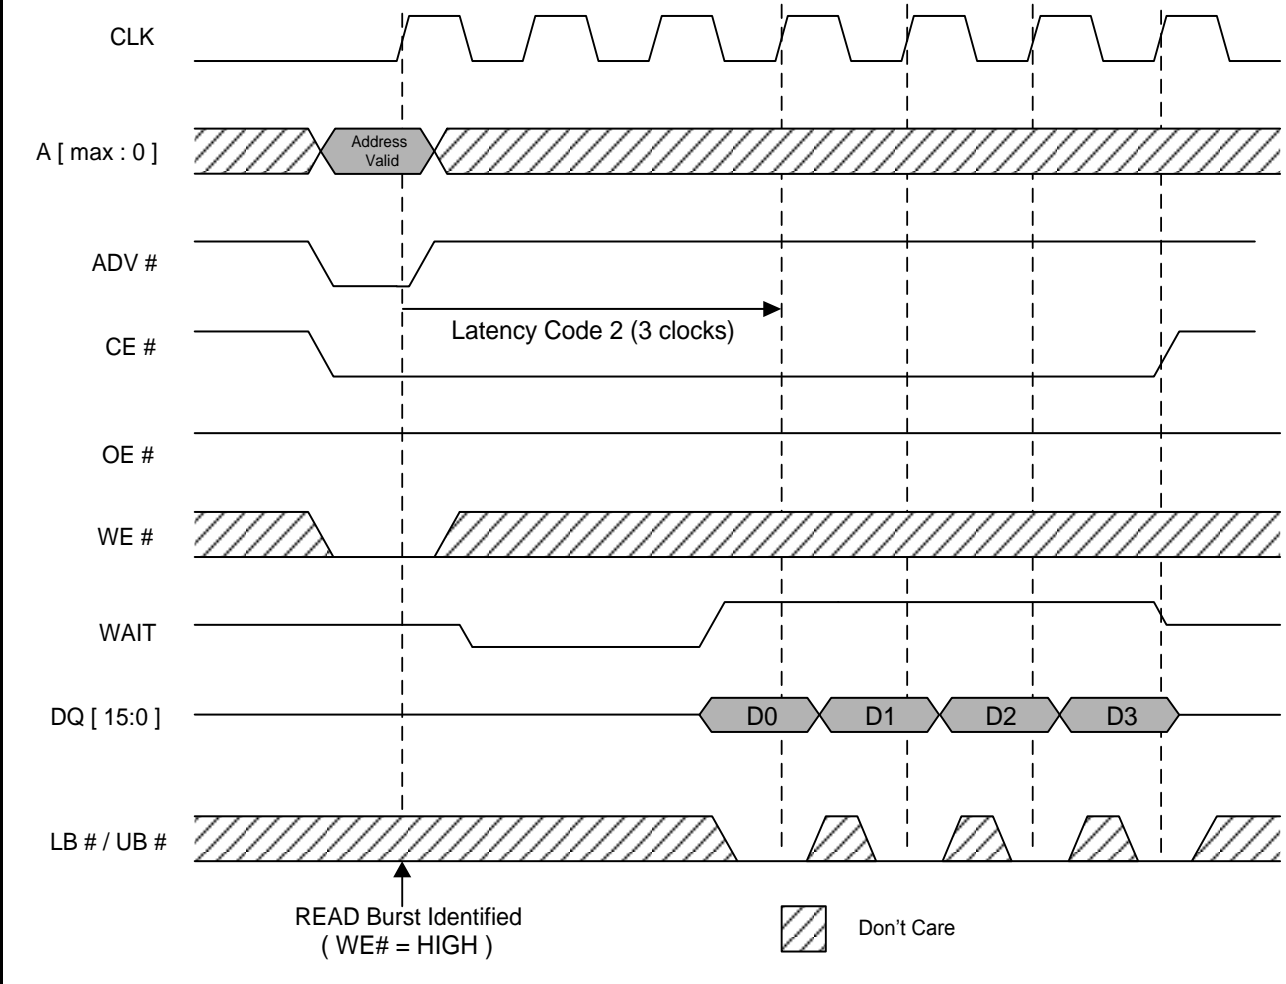 CLK
A [ max : 0 ]
Address
Valid
ADV #
Latency Code 2 (3 clocks)
CE #
OE #
WE #
WAIT
DQ [ 15:0 ]
D0
D1
D2
D3
LB # / UB #
READ Burst Identified
( WE# = HIGH )
Don't Care